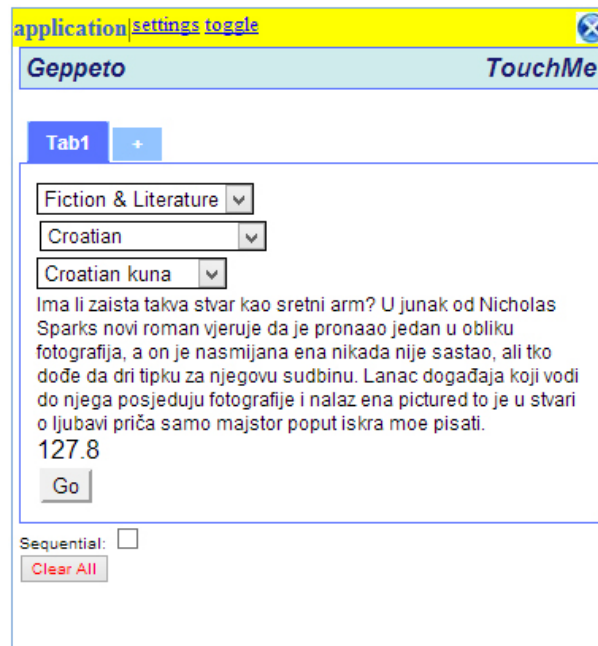 application|settings toggle
Geppeto TouchMe
Tab1 +
Fiction & Literature
Croatian
Croatian kuna
Ima li zaista takva stvar kao sretni arm? U junak od Nicholas
Sparks novi roman vjeruje da je pronaao jedan u obliku
fotografija, a on je nasmijana ena nikada nije sastao, ali tko
dođe da dri tipku za njegovu sudbinu. Lanac događaja koji vodi
do njega posjeduju fotografije i nalaz ena pictured to je u stvari
o ljubavi priča samo majstor poput iskra moe pisati.
127.8
Go
Sequential:
Clear All